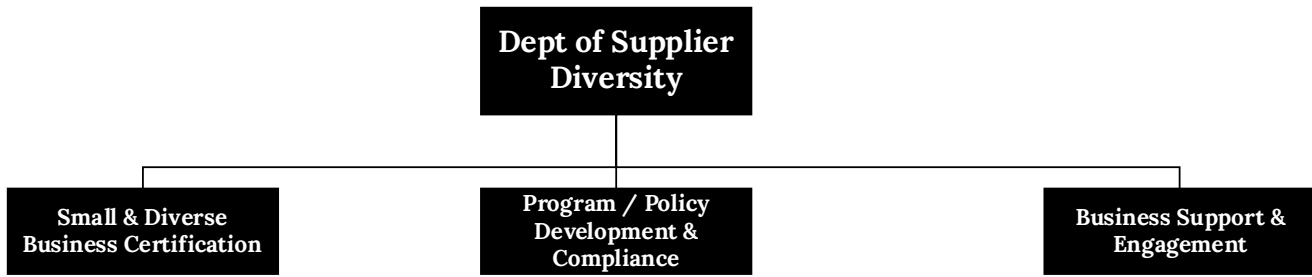 Dept of Supplier
Diversity
Small & Diverse
Business Certification
Program / Policy
Development &
Compliance
Business Support &
Engagement